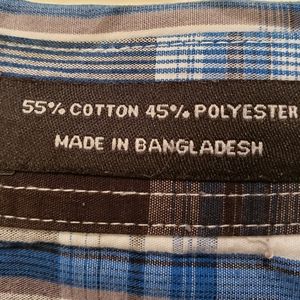 55% COTTON 45% POLYESTER
MADE IN BANGLADESH